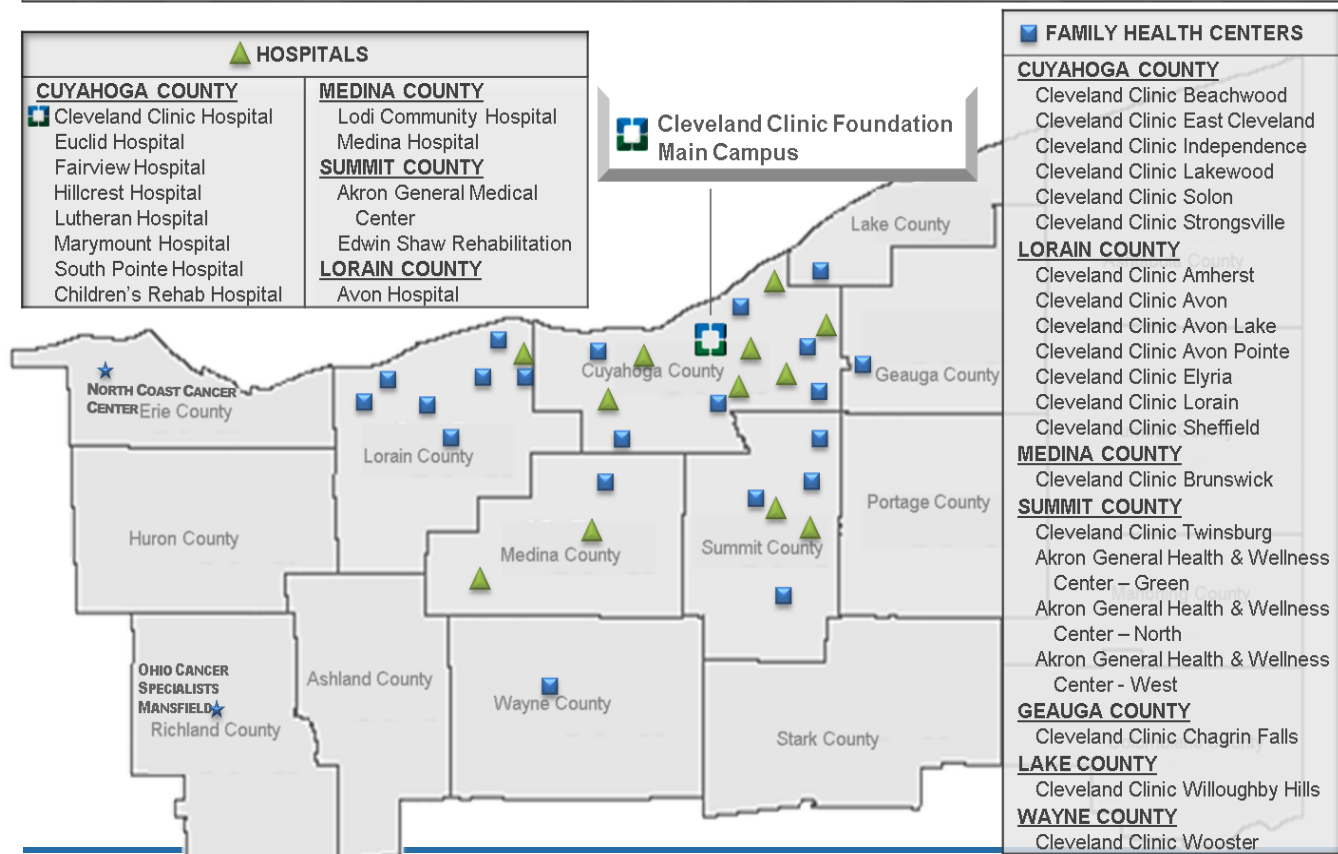 HOSPITALS
CUYAHOGA COUNTY
Cleveland Clinic Hospital
Euclid Hospital
Fairview Hospital
Hillcrest Hospital
Lutheran Hospital
Marymount Hospital
South Pointe Hospital
Children's Rehab Hospital
MEDINA COUNTY
Lodi Community Hospital
Medina Hospital
SUMMIT COUNTY
Akron General Medical
Center
Edwin Shaw Rehabilitation
LORAIN COUNTY
Avon Hospital
Cleveland Clinic Foundation
Main Campus
FAMILY HEALTH CENTERS
CUYAHOGA COUNTY
Cleveland Clinic Beachwood
Cleveland Clinic East Cleveland
Cleveland Clinic Independence
Cleveland Clinic Lakewood
Cleveland Clinic Solon
Cleveland Clinic Strongsville
LORAIN COUNTY
Cleveland Clinic Amherst
Cleveland Clinic Avon
Cleveland Clinic Avon Lake
Cleveland Clinic Avon Pointe
Cleveland Clinic Elyria
Cleveland Clinic Lorain
Cleveland Clinic Sheffield
MEDINA COUNTY
Cleveland Clinic Brunswick
SUMMIT COUNTY
Cleveland Clinic Twinsburg
Akron General Health & Wellness
Center – Green
Akron General Health & Wellness
Center – North
Akron General Health & Wellness
Center - West
GEAUGA COUNTY
Cleveland Clinic Chagrin Falls
LAKE COUNTY
Cleveland Clinic Willoughby Hills
WAYNE COUNTY
Cleveland Clinic Wooster
Lake County
Cuyahoga County
Geauga County
NORTH COAST CANCER
CENTER
Erie County
Lorain County
Portage County
Huron County
Medina County
Summit County
OHIO CANCER
SPECIALISTS
MANSFIELD
Richland County
Ashland County
Wayne County
Stark County
Mahoning County